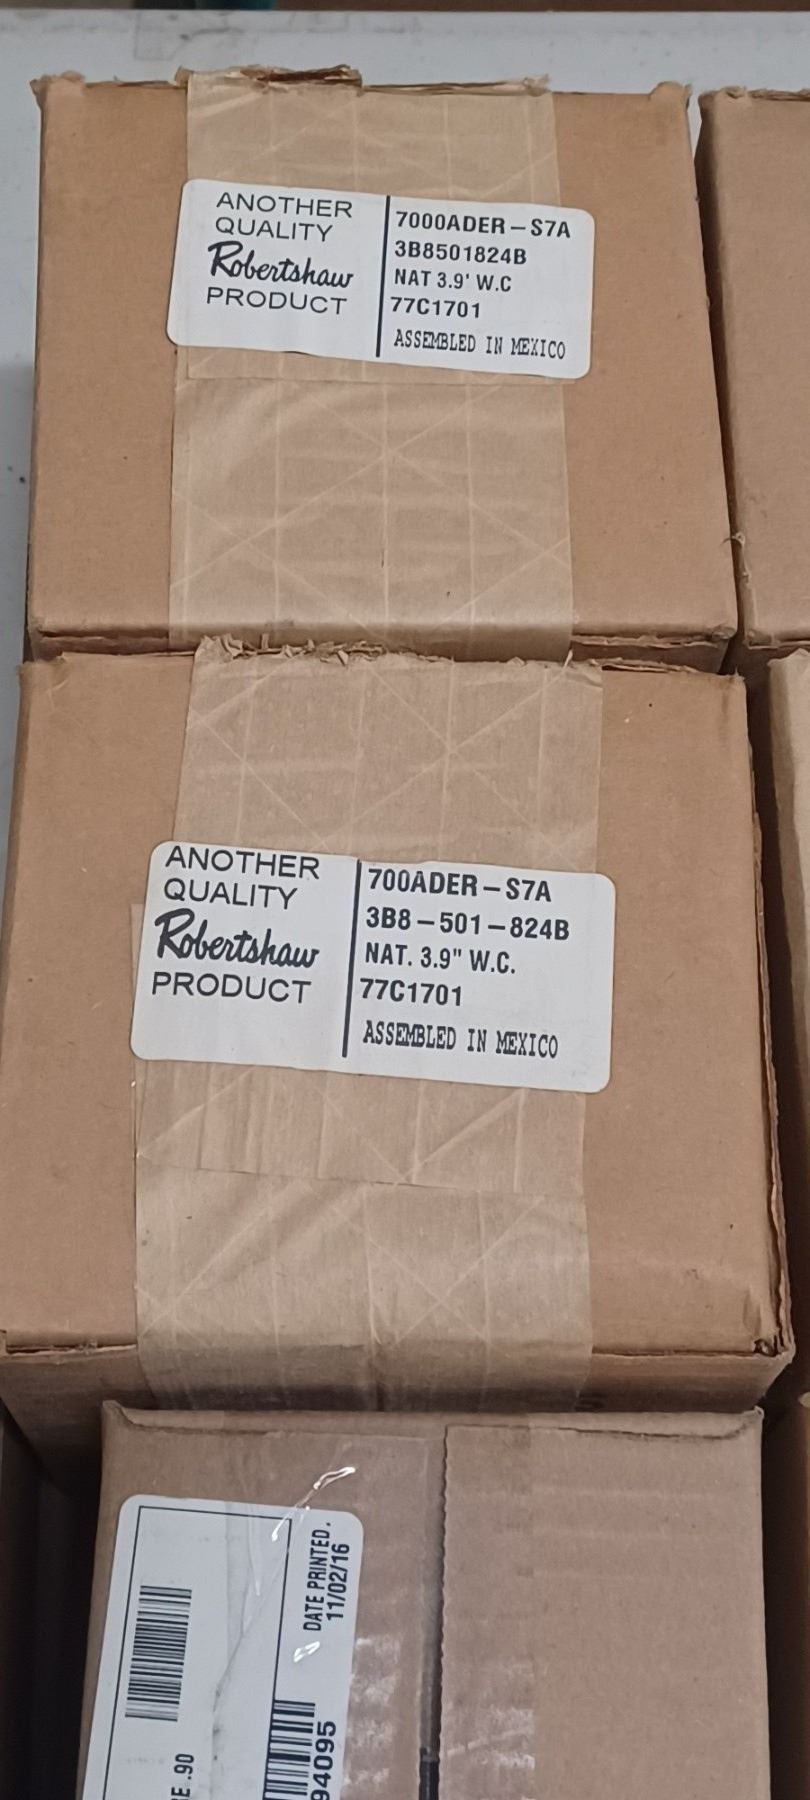 ANOTHER
QUALITY
Robertshaw
PRODUCT
7000ADER-S7A
3B8501824B
NAT 3.9' W.C
77C1701
ASSEMBLED IN MEXICO
ANOTHER
QUALITY
Robertshaw
PRODUCT
700ADER-S7A
3B8-501-824B
NAT. 3.9" W.C.
77C1701
ASSEMBLED IN MEXICO
DATE PRINTED.
11/02/16
94095
E .90